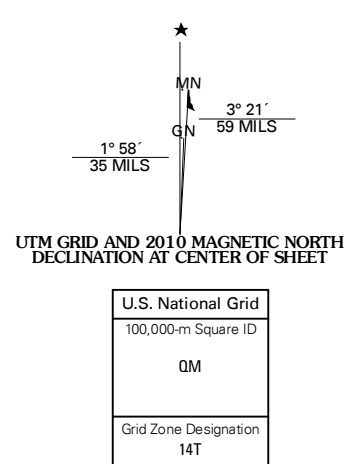 ★
MN
3° 21´
59 MILS
GN
1° 58´
35 MILS
UTM GRID AND 2010 MAGNETIC NORTH
DECLINATION AT CENTER OF SHEET
U.S. National Grid
100,000-m Square ID
QM
Grid Zone Designation
14T